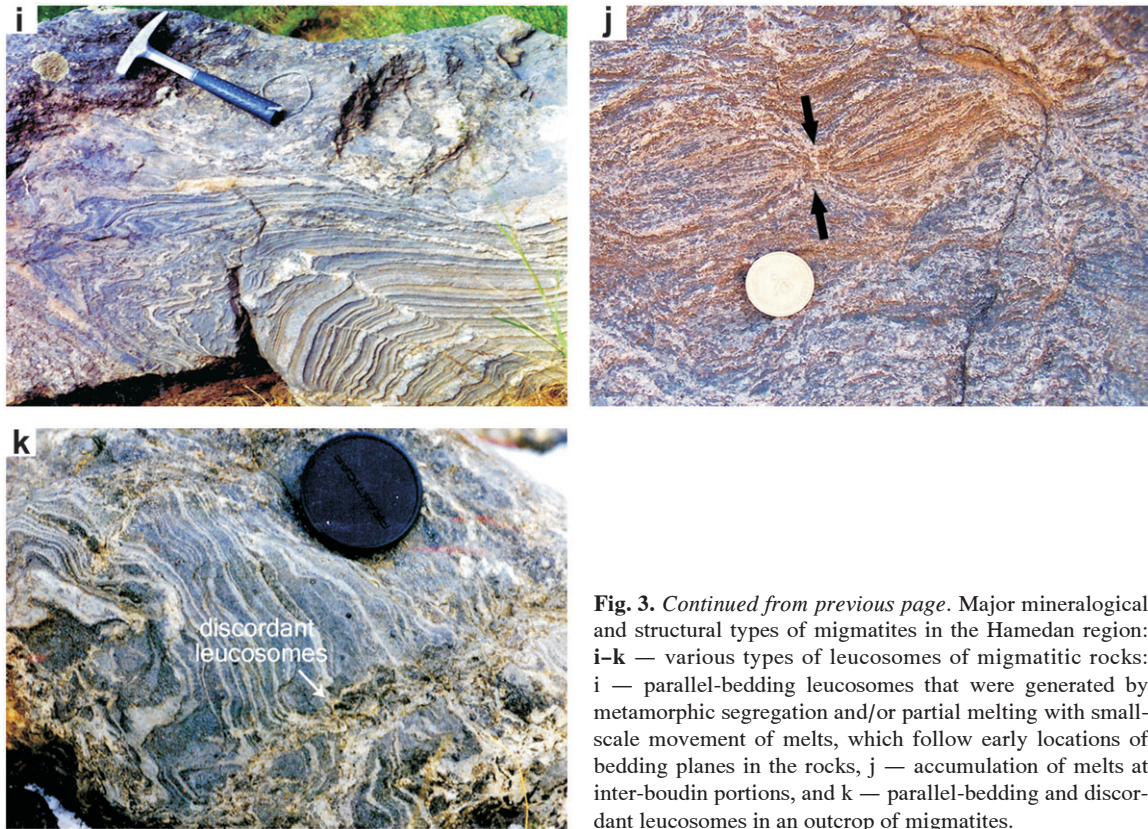 i
j
k
discordant
leucosomes
Fig. 3. Continued from previous page. Major mineralogical
and structural types of migmatites in the Hamedan region:
i–k — various types of leucosomes of migmatitic rocks:
i — parallel-bedding leucosomes that were generated by
metamorphic segregation and/or partial melting with small-
scale movement of melts, which follow early locations of
bedding planes in the rocks, j — accumulation of melts at
inter-boudin portions, and k — parallel-bedding and discor-
dant leucosomes in an outcrop of migmatites.